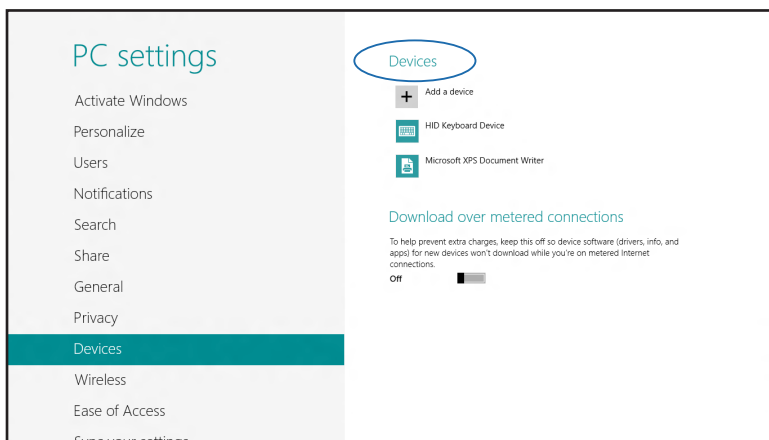 PC settings
Activate Windows
Personalize
Users
Notifications
Search
Share
General
Privacy
Devices
Wireless
Ease of Access
Sync your settings
Devices
Add a device
HID Keyboard Device
Microsoft XPS Document Writer
Download over metered connections
To help prevent extra charges, keep this off so device software (drivers, info, and
apps) for new devices won't download while you're on metered Internet
connections.
Off